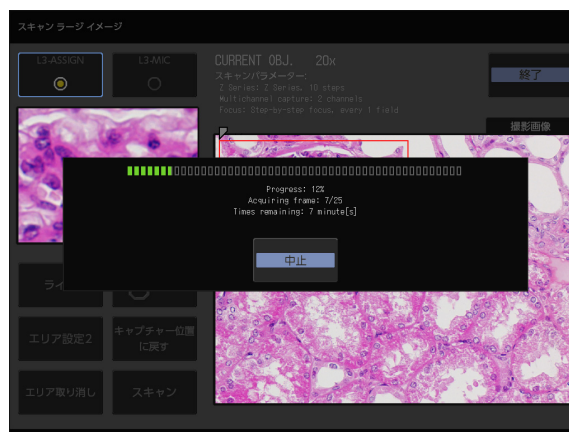 スキャン ラージ イメージ
L3-ASSIGN
L3-MIC
CURRENT OBJ. 20x
スキャンパラメーター:
Z Series: Z Series, 10 steps
Multichannel capture: 2 channels
Focus: Step-by-step focus, every 1 field
終了
撮影画像
Progress: 12%
Acquiring frame: 7/25
Times remaining: 7 minute[s]
中止
エリア設定2
キャプチャー位置
に戻す
エリア取り消し
スキャン